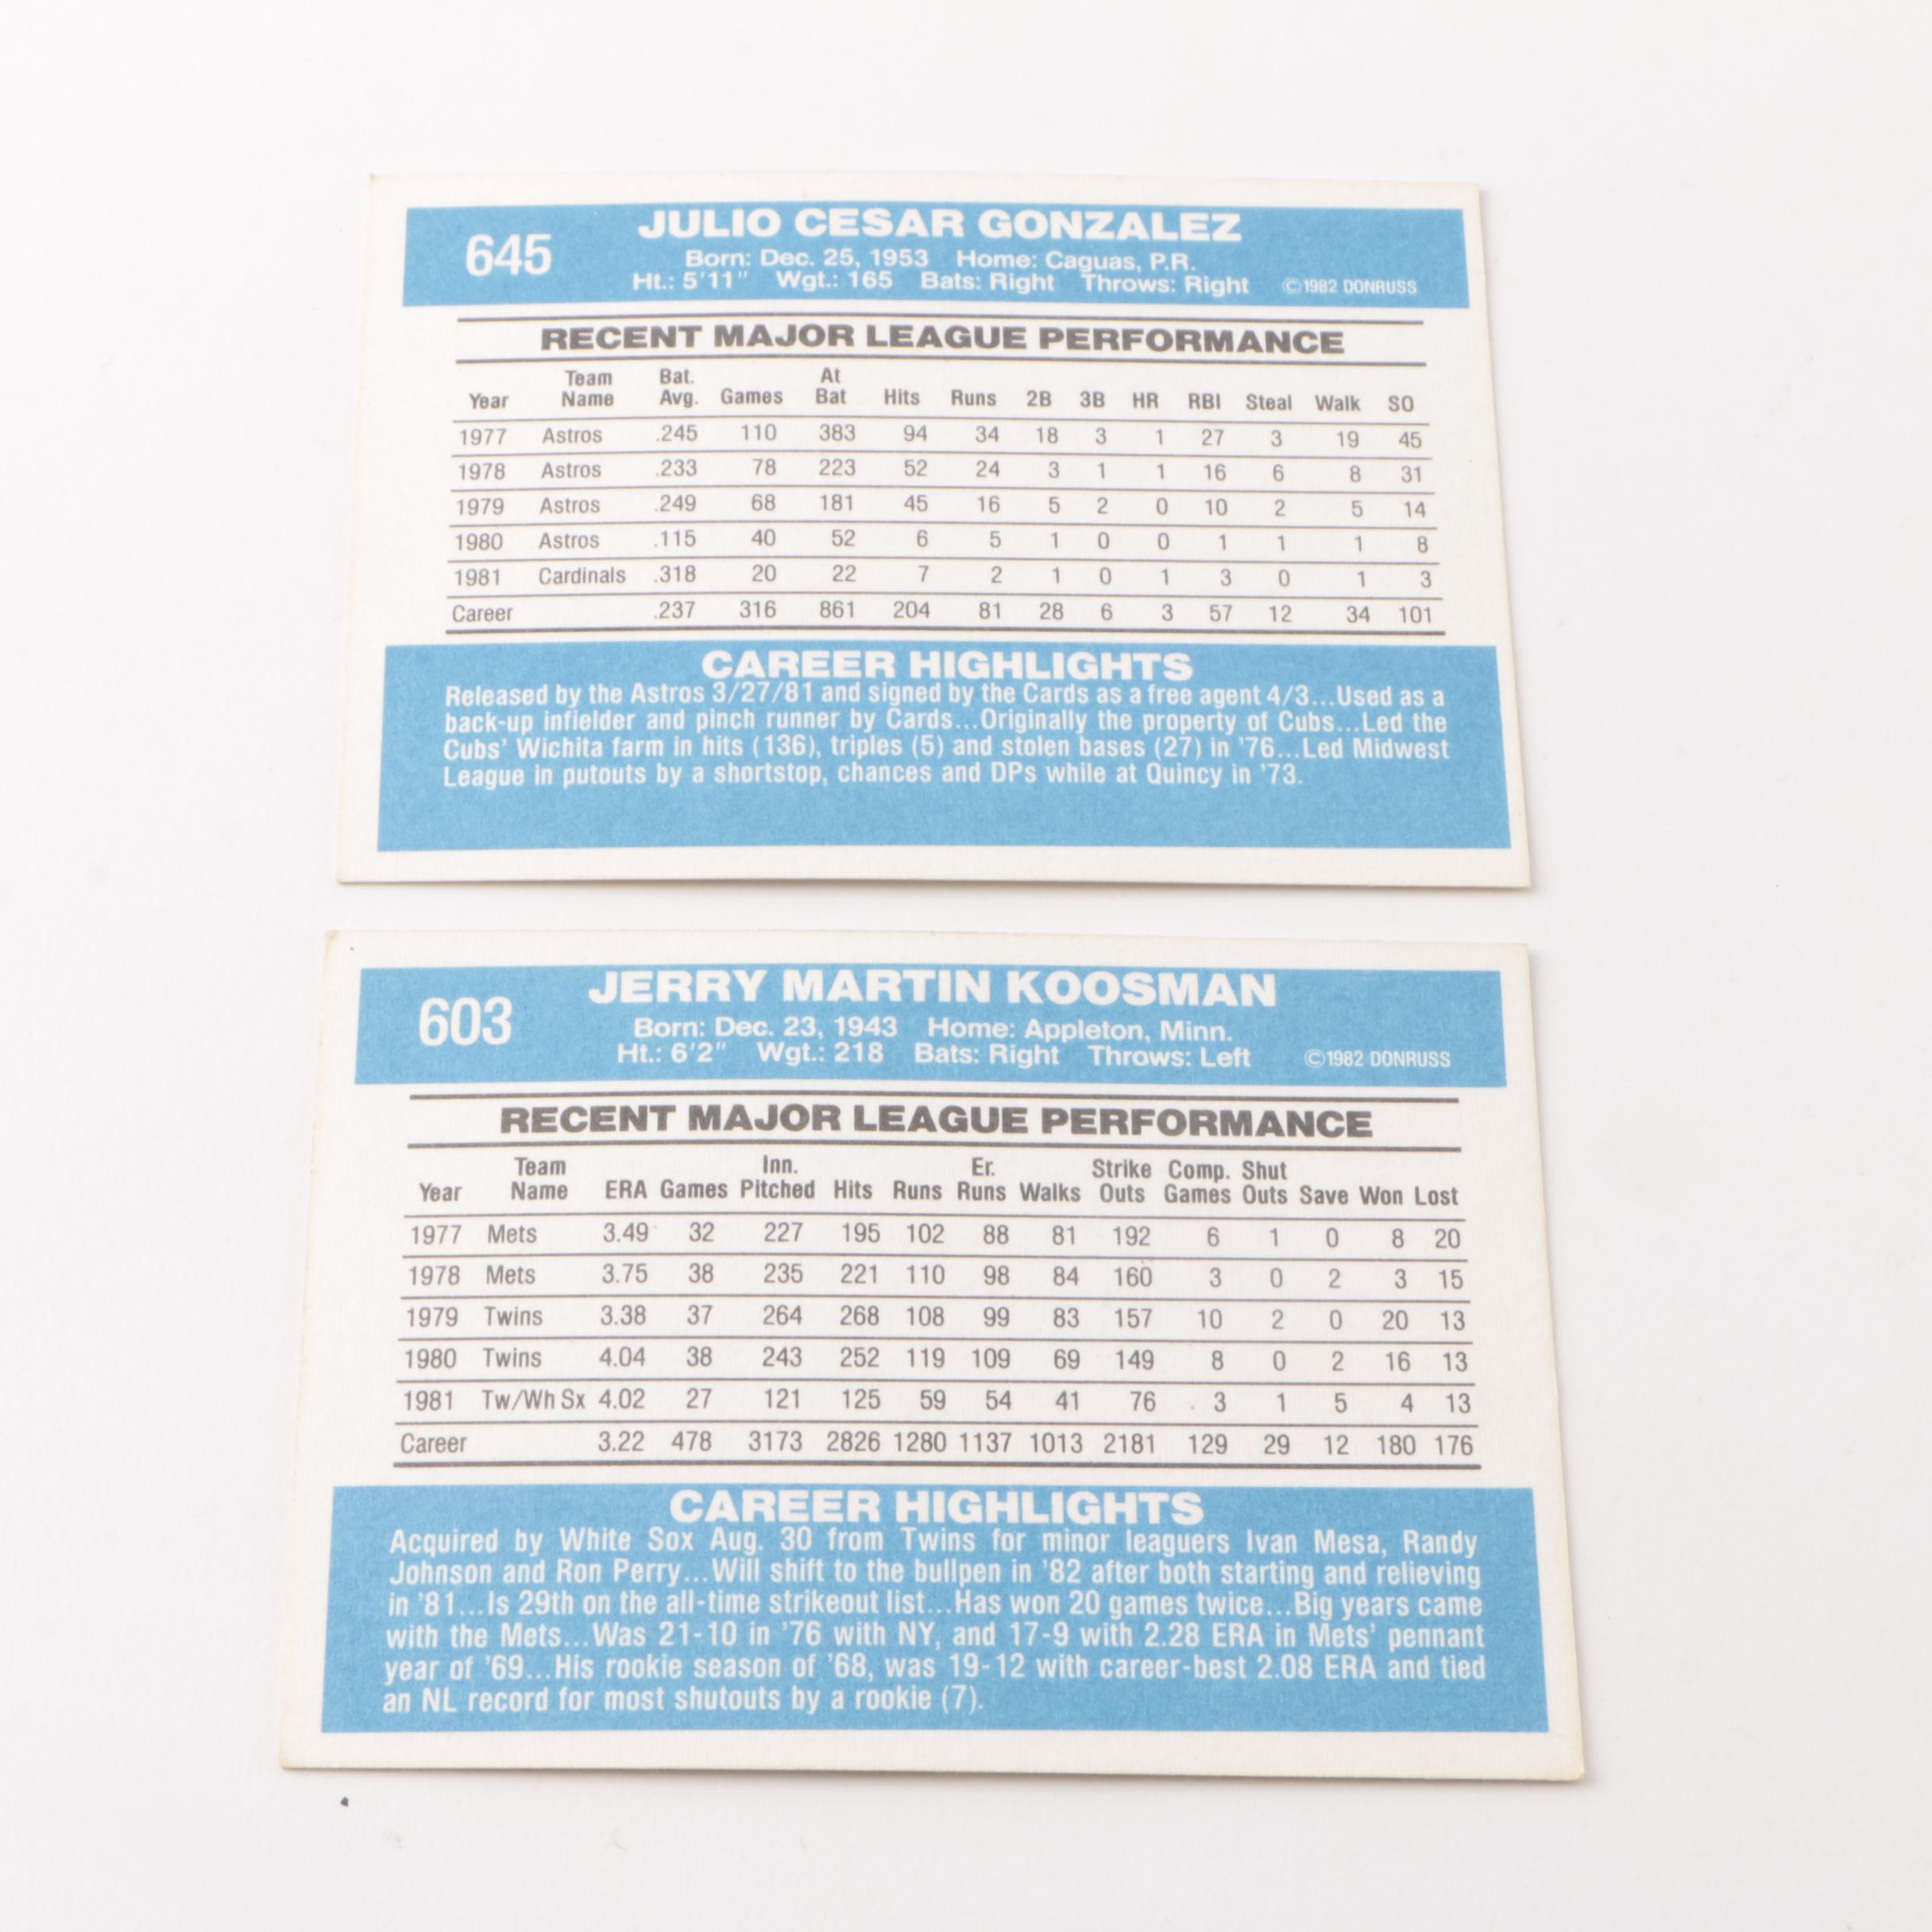 645
JULIO CESAR GONZALEZ
Born: Dec. 25, 1953 Home: Caguas, P.R.
Ht.: 5'11" Wgt.: 165 Bats: Right Throws: Right ©1982 DONRUSS
RECENT MAJOR LEAGUE PERFORMANCE
Year Team Name Bat. Avg. Games At Bat Hits Runs 2B 3B HR RBI Steal Walk SO
1977 Astros .245 110 383 94 34 18 3 1 27 3 19 45
1978 Astros .233 78 223 52 24 3 1 1 16 6 8 31
1979 Astros .249 68 181 45 16 5 2 0 10 2 5 14
1980 Astros .115 40 52 6 5 1 0 0 1 1 1 8
1981 Cardinals .318 20 22 7 2 1 0 1 3 0 1 3
Career .237 316 861 204 81 28 6 3 57 12 34 101
CAREER HIGHLIGHTS
Released by the Astros 3/27/81 and signed by the Cards as a free agent 4/3...Used as a
back-up infielder and pinch runner by Cards...Originally the property of Cubs...Led the
Cubs' Wichita farm in hits (136), triples (5) and stolen bases (27) in '76...Led Midwest
League in putouts by a shortstop, chances and DPs while at Quincy in '73.
603
JERRY MARTIN KOOSMAN
Born: Dec. 23, 1943 Home: Appleton, Minn.
Ht.: 6'2" Wgt.: 218 Bats: Right Throws: Left ©1982 DONRUSS
RECENT MAJOR LEAGUE PERFORMANCE
Year Team Name ERA Games Inn. Pitched Hits Runs Er. Runs Walks Strike Outs Comp. Games Shut Outs Save Won Lost
1977 Mets 3.49 32 227 195 102 88 81 192 6 1 0 8 20
1978 Mets 3.75 38 235 221 110 98 84 160 3 0 2 3 15
1979 Twins 3.38 37 264 268 108 99 83 157 10 2 0 20 13
1980 Twins 4.04 38 243 252 119 109 69 149 8 0 2 16 13
1981 Tw/Wh Sx 4.02 27 121 125 59 54 41 76 3 1 5 4 13
Career 3.22 478 3173 2826 1280 1137 1013 2181 129 29 12 180 176
CAREER HIGHLIGHTS
Acquired by White Sox Aug. 30 from Twins for minor leaguers Ivan Mesa, Randy
Johnson and Ron Perry...Will shift to the bullpen in '82 after both starting and relieving
in '81...Is 29th on the all-time strikeout list...Has won 20 games twice...Big years came
with the Mets...Was 21-10 in '76 with NY, and 17-9 with 2.28 ERA in Mets' pennant
year of '69...His rookie season of '68, was 19-12 with career-best 2.08 ERA and tied
an NL record for most shutouts by a rookie (7).